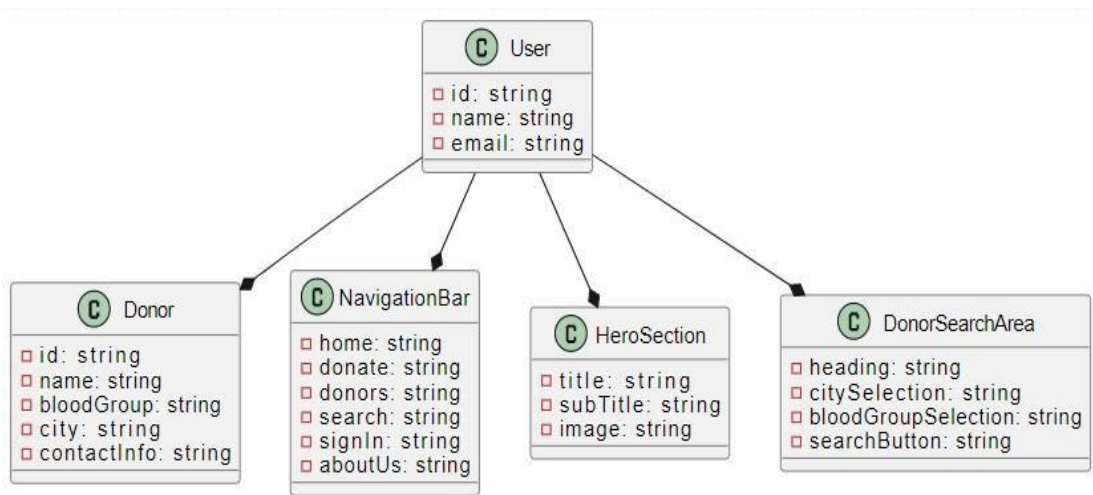 C User
id: string
name: string
email: string
C Donor
id: string
name: string
bloodGroup: string
city: string
contactInfo: string
C NavigationBar
home: string
donate: string
donors: string
search: string
signIn: string
aboutUs: string
C HeroSection
title: string
subTitle: string
image: string
C DonorSearchArea
heading: string
citySelection: string
bloodGroupSelection: string
searchButton: string